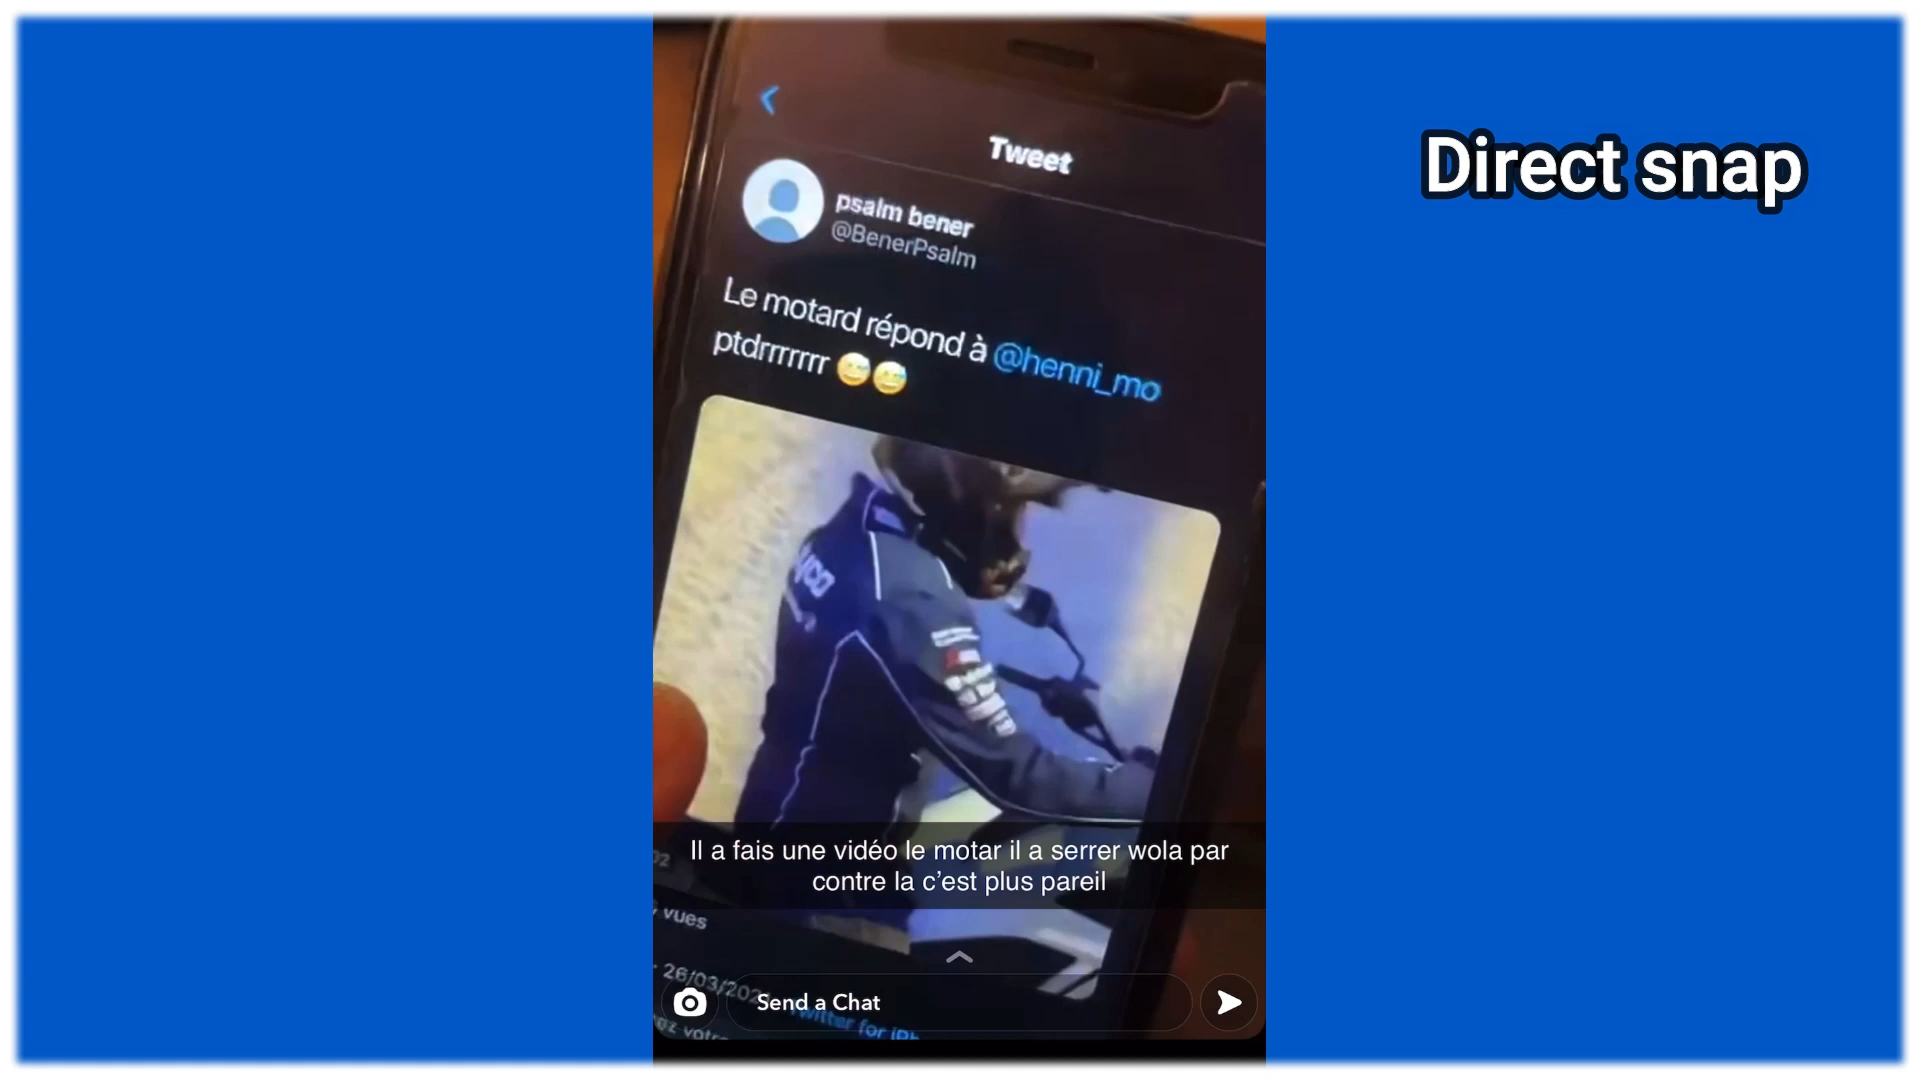 Direct snap
Tweet
psalm bener
@BenerPsalm
Le motard répond à @henni_mo
ptdrrrrrrr 😅😅
Il a fais une vidéo le motar il a serrer wola par
contre la c'est plus pareil
vues
Send a Chat